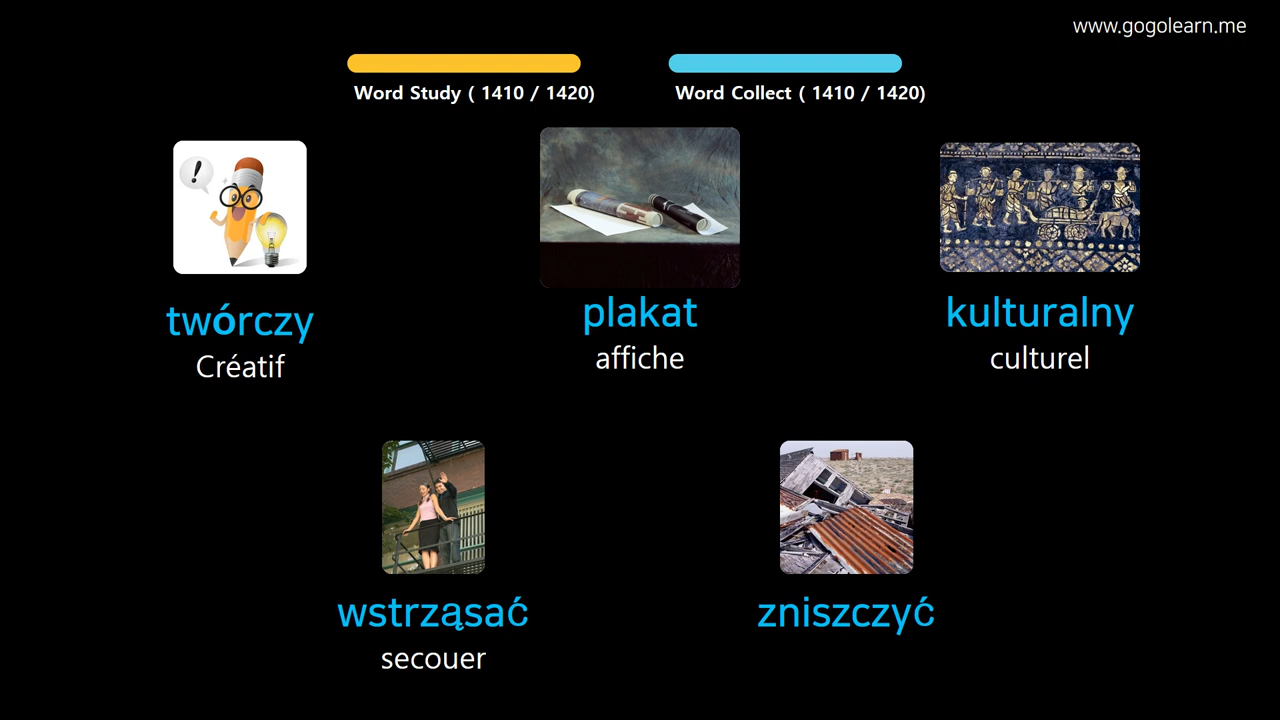 www.gogolearn.me
Word Study ( 1410 / 1420)
Word Collect ( 1410 / 1420)
!
twórczy
Créatif
plakat
affiche
kulturalny
culturel
wstrząsać
secouer
zniszczyć